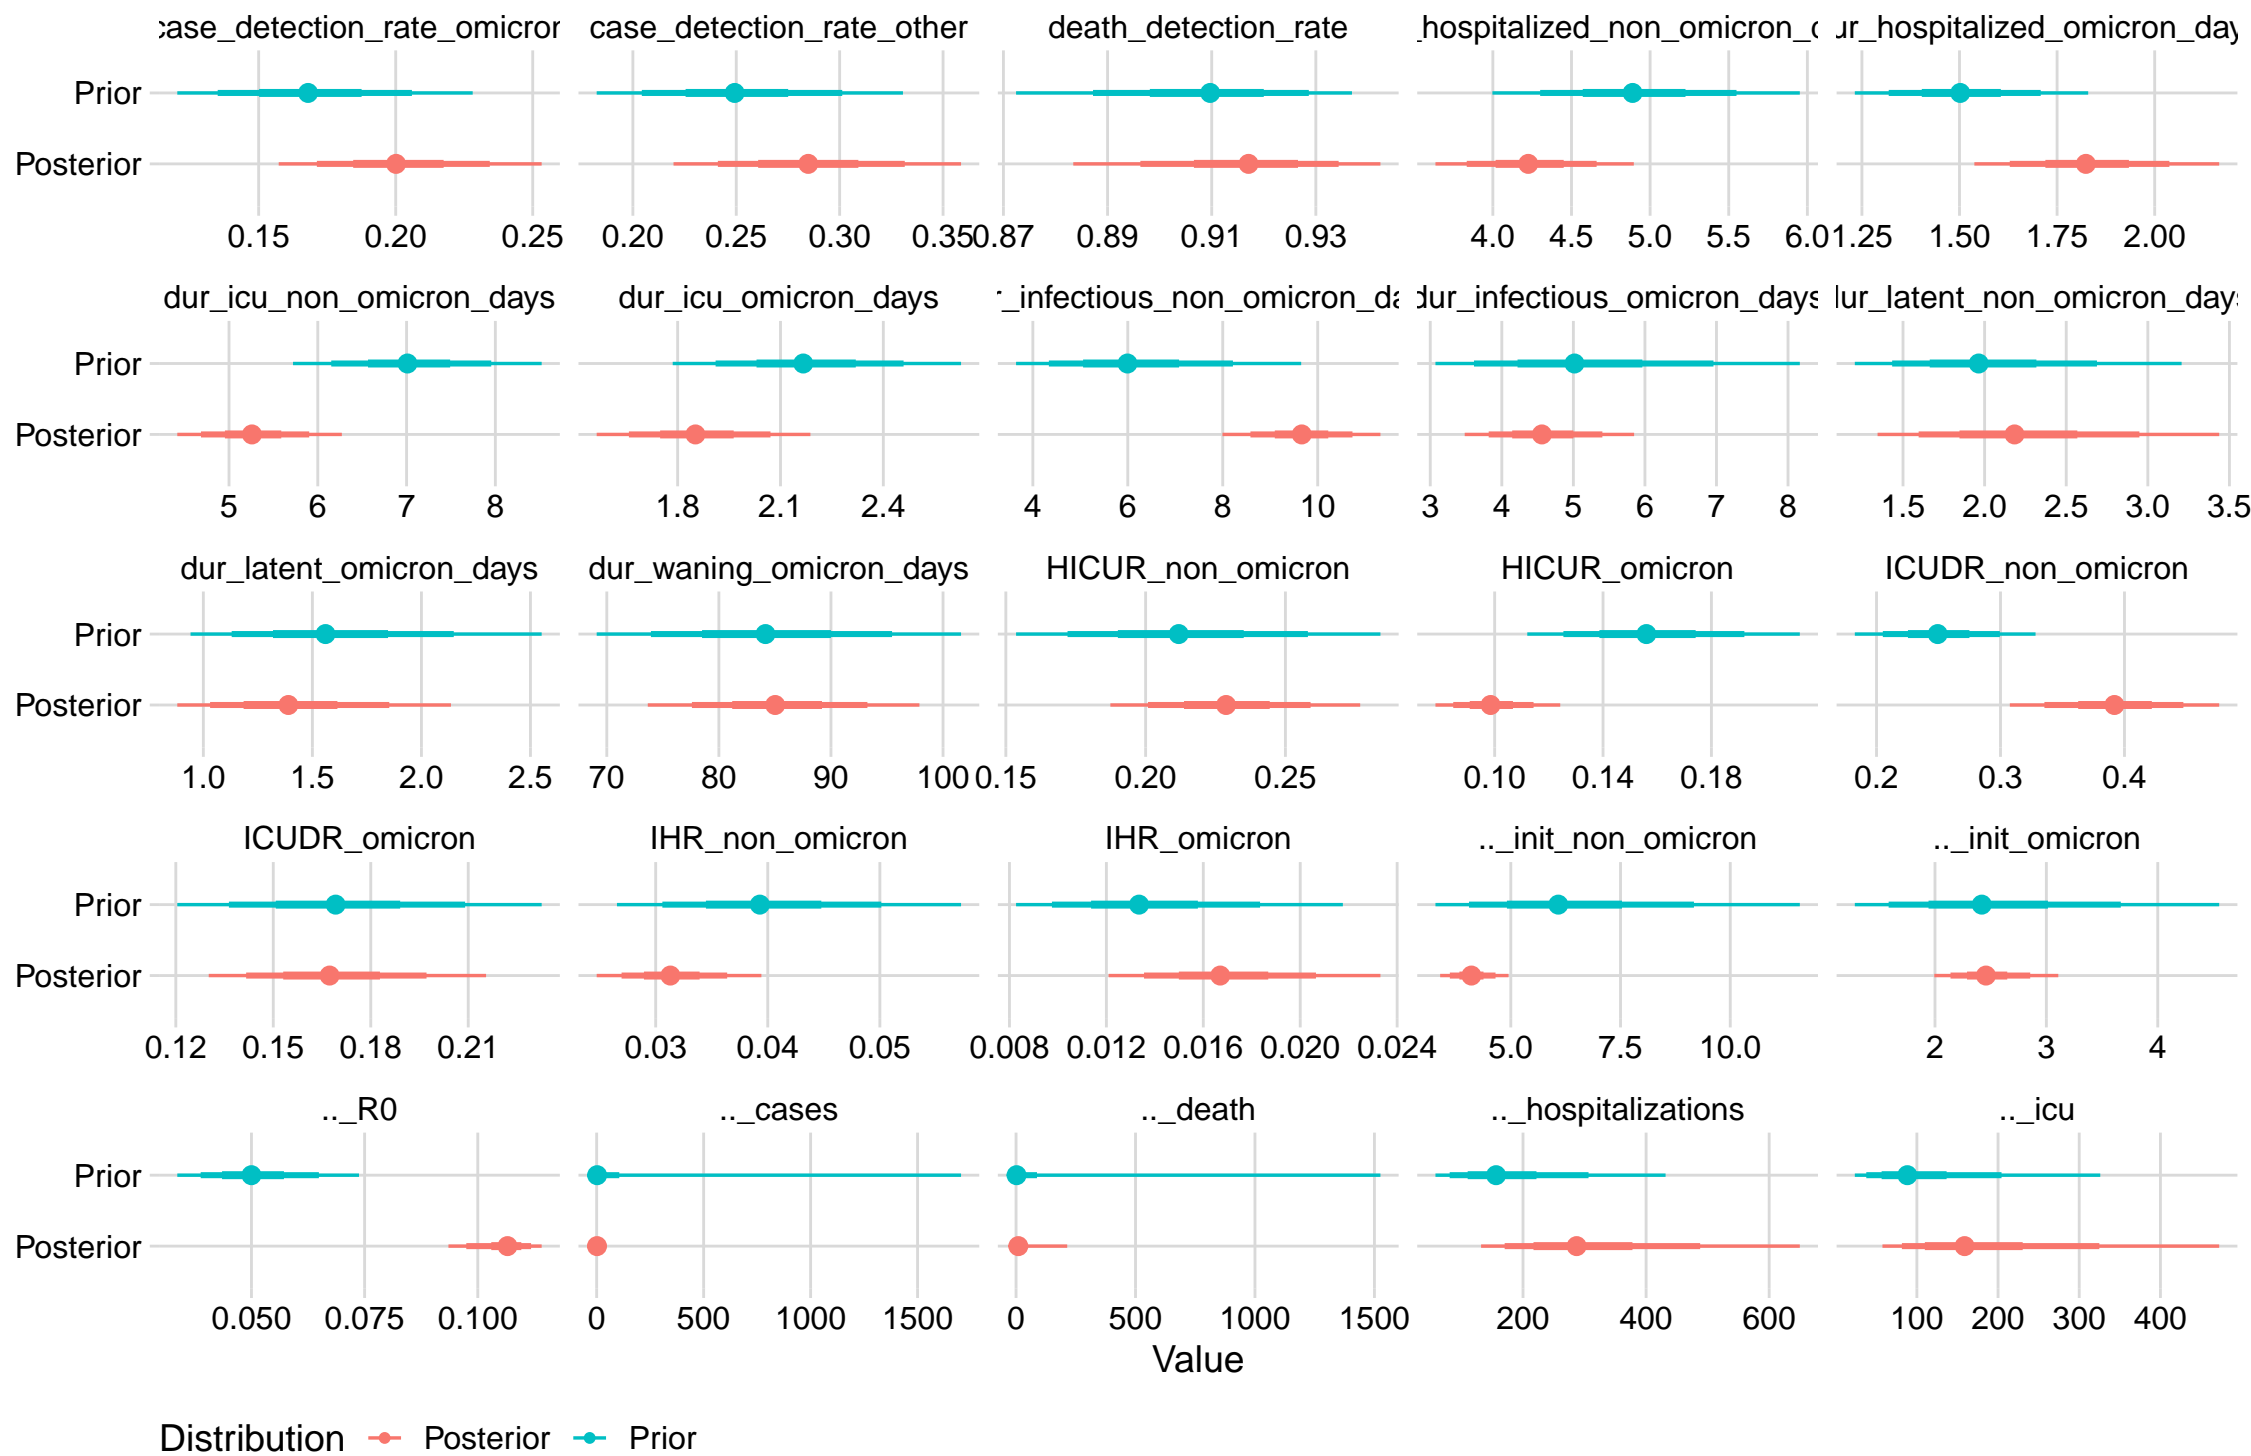 case_detection_rate_omicron case_detection_rate_other death_detection_rate _hospitalized_non_omicron_ ur_hospitalized_omicron_day
Prior
Posterior
0.15 0.20 0.25 0.20 0.25 0.30 0.35 0.87 0.89 0.91 0.93 4.0 4.5 5.0 5.5 6.0 1.25 1.50 1.75 2.00
dur_icu_non_omicron_days dur_icu_omicron_days r_infectious_non_omicron_da dur_infectious_omicron_days dur_latent_non_omicron_days
Prior
Posterior
5 6 7 8 1.8 2.1 2.4 4 6 8 10 3 4 5 6 7 8 1.5 2.0 2.5 3.0 3.5
dur_latent_omicron_days dur_waning_omicron_days HICUR_non_omicron HICUR_omicron ICUDR_non_omicron
Prior
Posterior
1.0 1.5 2.0 2.5 70 80 90 100 0.15 0.20 0.25 0.10 0.14 0.18 0.2 0.3 0.4
ICUDR_omicron IHR_non_omicron IHR_omicron .._init_non_omicron .._init_omicron
Prior
Posterior
0.12 0.15 0.18 0.21 0.03 0.04 0.05 0.008 0.012 0.016 0.020 0.024 5.0 7.5 10.0 2 3 4
.._R0 .._cases .._death .._hospitalizations .._icu
Prior
Posterior
0.050 0.075 0.100 0 500 1000 1500 0 500 1000 1500 200 400 600 100 200 300 400
Value
Distribution Posterior Prior